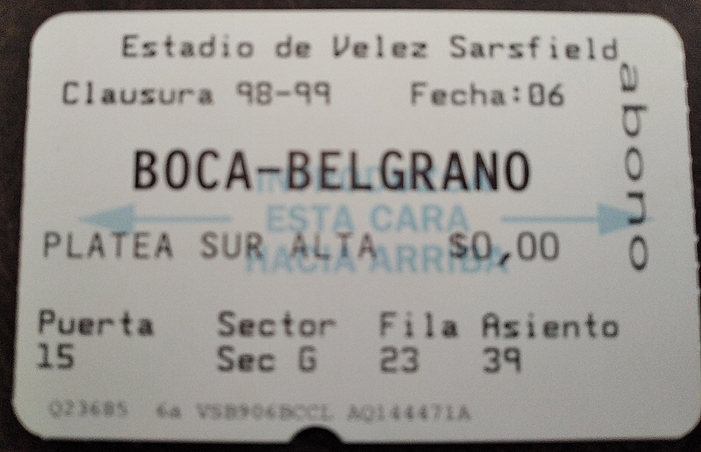 Estadio de Velez Sarsfield
Clausura 98-99 Fecha:06
abono
BOCA-BELGRANO
INTRODUZCA
ESTA CARA
HACIA ARRIBA
PLATEA SUR ALTA $0,00
Puerta Sector Fila Asiento
15 Sec G 23 39
Q23685 6a VSB906BCCL AQ144471A